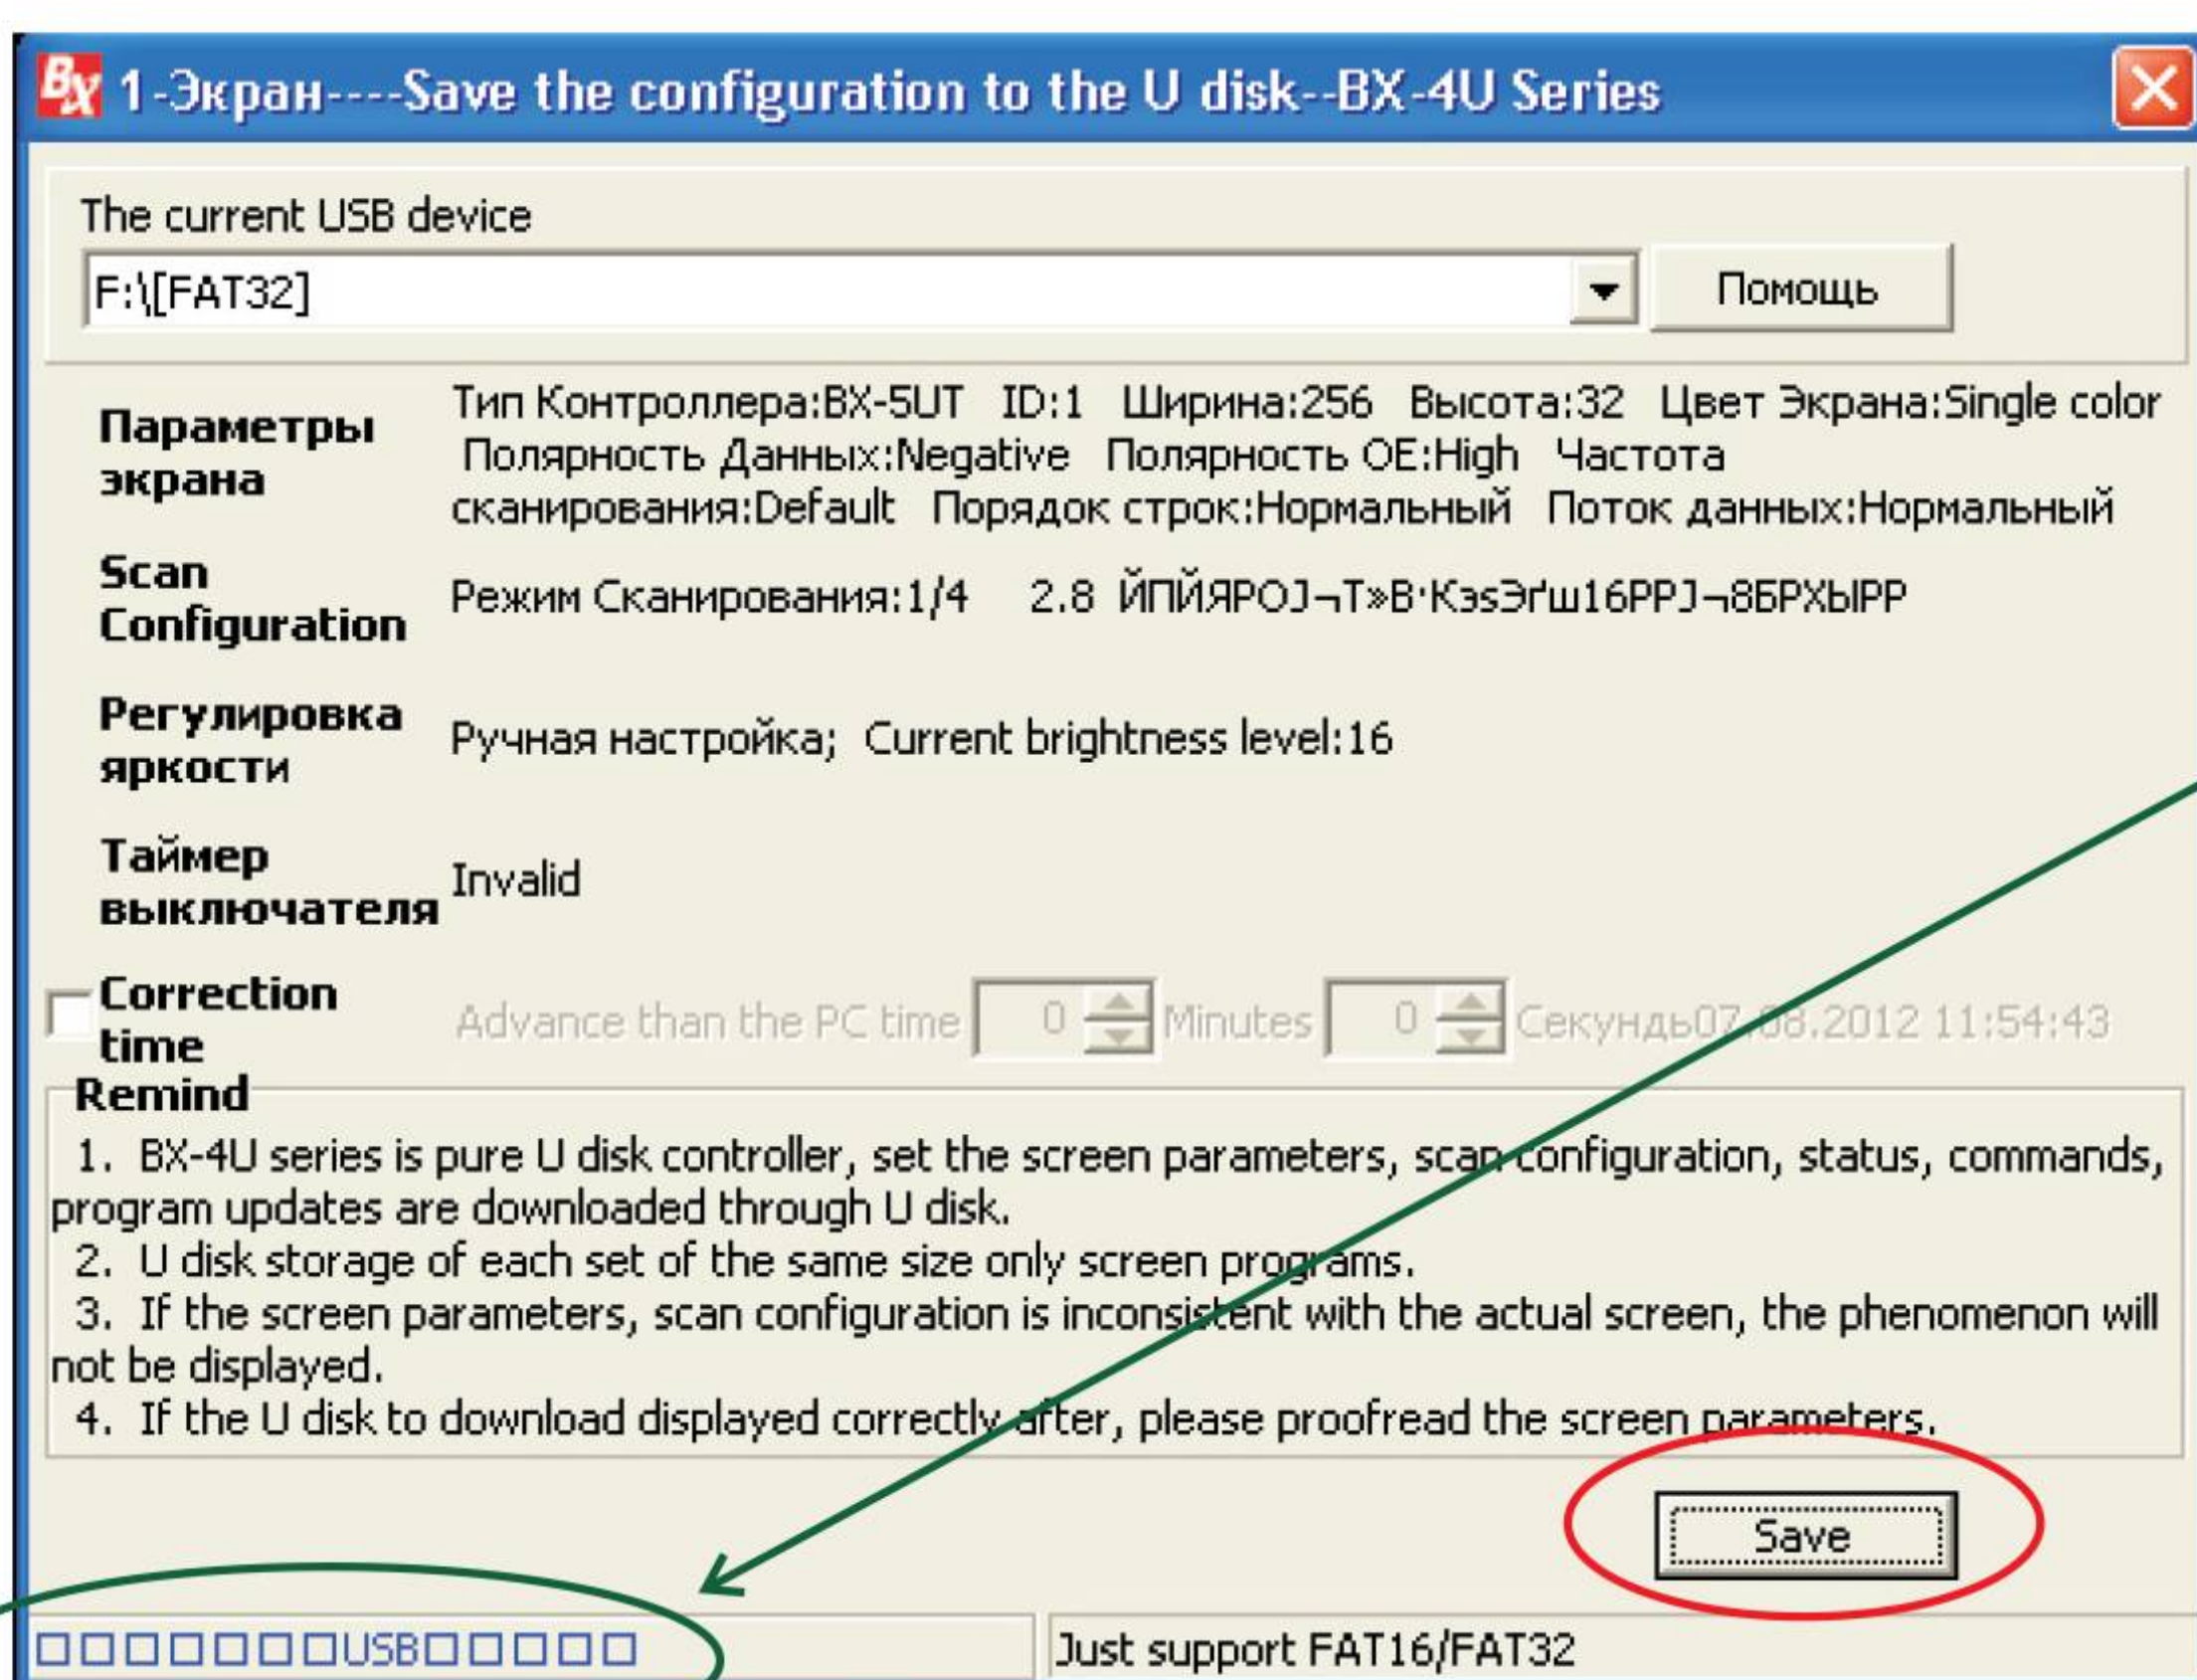 BX 1-Экран----Save the configuration to the U disk--BX-4U Series
The current USB device
F:\[FAT32]
Помощь
Параметры экрана
Тип Контроллера:BX-5UT ID:1 Ширина:256 Высота:32 Цвет Экрана:Single color
Полярность Данных:Negative Полярность OE:High Частота
сканирования:Default Порядок строк:Нормальный Поток данных:Нормальный
Scan Configuration
Режим Сканирования:1/4 2.8 ЙПЙЯРОJ¬Т»В·КэsЭґш16РРJ¬8БРХЫРР
Регулировка яркости
Ручная настройка; Current brightness level:16
Таймер выключателя
Invalid
Correction time
Advance than the PC time 0 Minutes 0 Секундь07.08.2012 11:54:43
Remind
1. BX-4U series is pure U disk controller, set the screen parameters, scan configuration, status, commands,
program updates are downloaded through U disk.
2. U disk storage of each set of the same size only screen programs.
3. If the screen parameters, scan configuration is inconsistent with the actual screen, the phenomenon will
not be displayed.
4. If the U disk to download displayed correctly after, please proofread the screen parameters.
Save
□□□□□□□USB□□□□□
Just support FAT16/FAT32